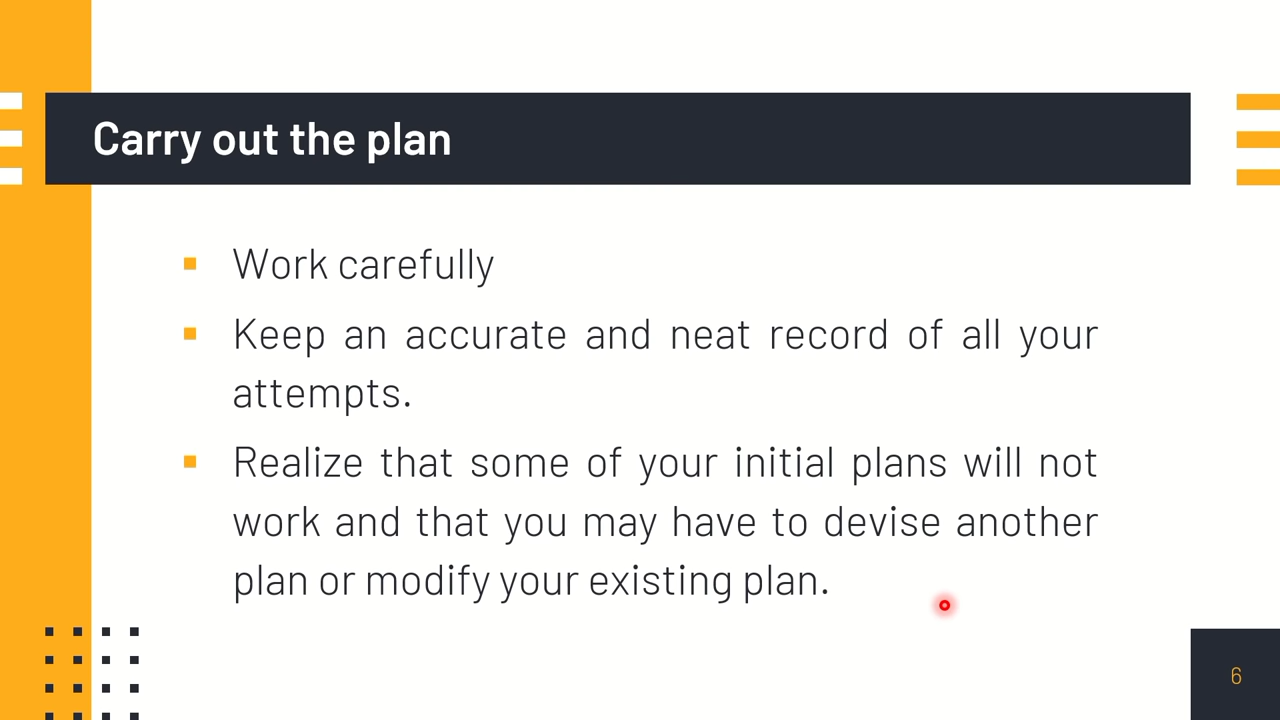 Carry out the plan
Work carefully
Keep an accurate and neat record of all your
attempts.
Realize that some of your initial plans will not
work and that you may have to devise another
plan or modify your existing plan.
6